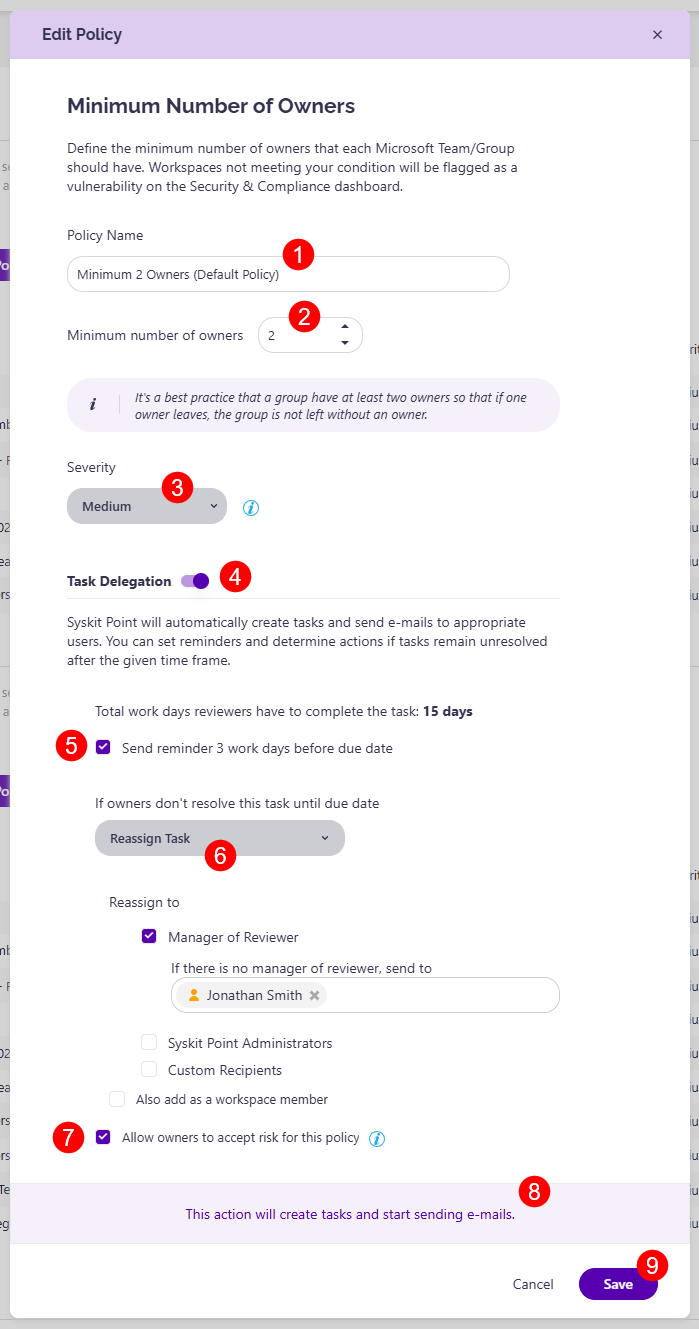 Edit Policy
Minimum Number of Owners
Define the minimum number of owners that each Microsoft Team/Group
should have. Workspaces not meeting your condition will be flagged as a
vulnerability on the Security & Compliance dashboard.
Policy Name
1
Minimum 2 Owners (Default Policy)
2
Minimum number of owners 2
i It's a best practice that a group have at least two owners so that if one
owner leaves, the group is not left without an owner.
Severity
3
Medium i
Task Delegation 4
Syskit Point will automatically create tasks and send e-mails to appropriate
users. You can set reminders and determine actions if tasks remain unresolved
after the given time frame.
Total work days reviewers have to complete the task: 15 days
5 Send reminder 3 work days before due date
If owners don't resolve this task until due date
Reassign Task
6
Reassign to
Manager of Reviewer
If there is no manager of reviewer, send to
Jonathan Smith
Syskit Point Administrators
Custom Recipients
Also add as a workspace member
7 Allow owners to accept risk for this policy i
8
This action will create tasks and start sending e-mails.
9
Cancel Save